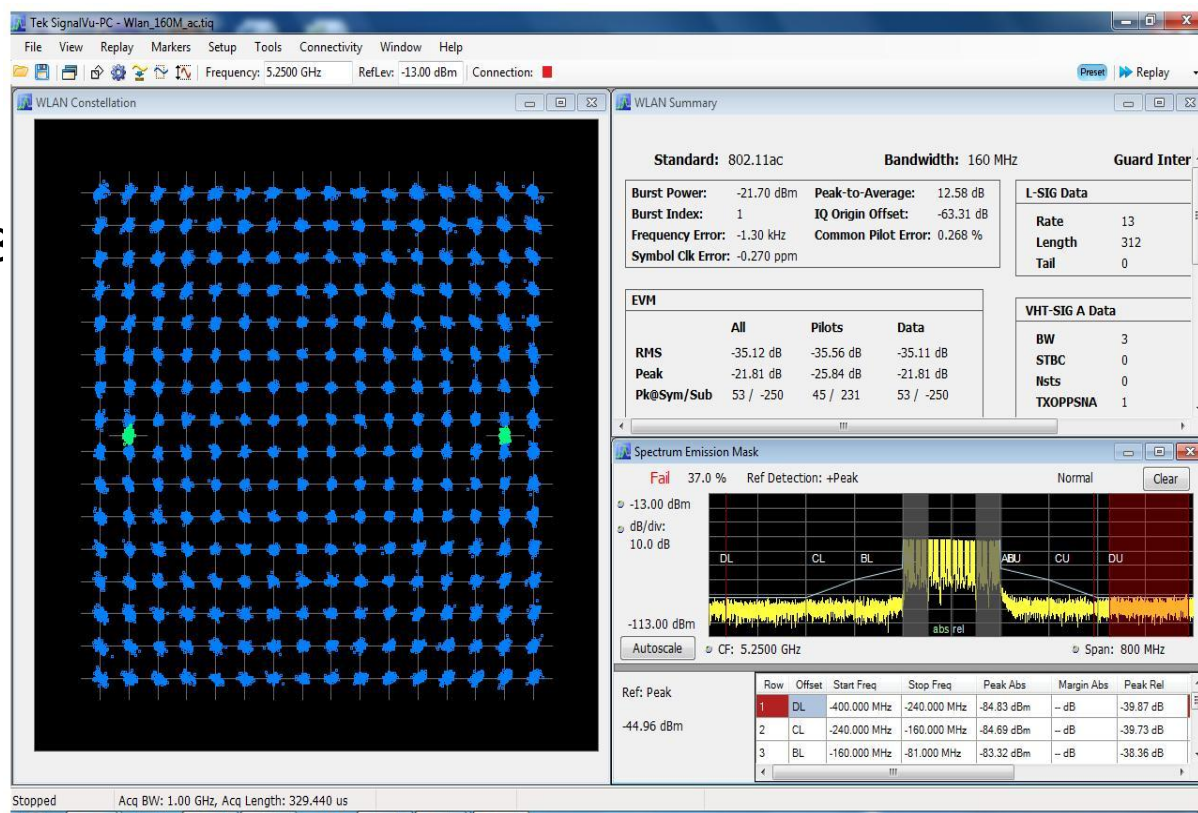 Tek SignalVu-PC - Wlan_160M_ac.tiq
File View Replay Markers Setup Tools Connectivity Window Help
Frequency: 5.2500 GHz RefLev: -13.00 dBm Connection: Preset Replay
WLAN Constellation
WLAN Summary
Standard: 802.11ac Bandwidth: 160 MHz Guard Inter
Burst Power: -21.70 dBm Peak-to-Average: 12.58 dB
Burst Index: 1 IQ Origin Offset: -63.31 dB
Frequency Error: -1.30 kHz Common Pilot Error: 0.268 %
Symbol Clk Error: -0.270 ppm
L-SIG Data
Rate 13
Length 312
Tail 0
EVM
All Pilots Data
RMS -35.12 dB -35.56 dB -35.11 dB
Peak -21.81 dB -25.84 dB -21.81 dB
Pk@Sym/Sub 53 / -250 45 / 231 53 / -250
VHT-SIG A Data
BW 3
STBC 0
Nsts 0
TXOPPSNA 1
Spectrum Emission Mask
Fail 37.0 % Ref Detection: +Peak Normal Clear
-13.00 dBm
dB/div:
10.0 dB
DL CL BL CU DU
-113.00 dBm
abs rel
Autoscale CF: 5.2500 GHz Span: 800 MHz
Ref: Peak
-44.96 dBm
Row Offset Start Freq Stop Freq Peak Abs Margin Abs Peak Rel
1 DL -400.000 MHz -240.000 MHz -84.83 dBm -- dB -39.87 dB
2 CL -240.000 MHz -160.000 MHz -84.69 dBm -- dB -39.73 dB
3 BL -160.000 MHz -81.000 MHz -83.32 dBm -- dB -38.36 dB
Stopped Acq BW: 1.00 GHz, Acq Length: 329.440 us